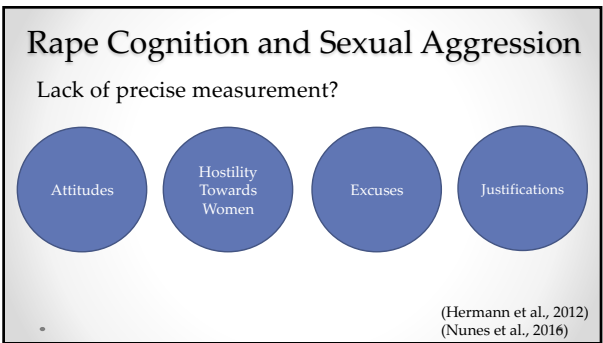 Rape Cognition and Sexual Aggression
Lack of precise measurement?
Attitudes
Hostility
Towards
Women
Excuses
Justifications
(Hermann et al., 2012)
(Nunes et al., 2016)